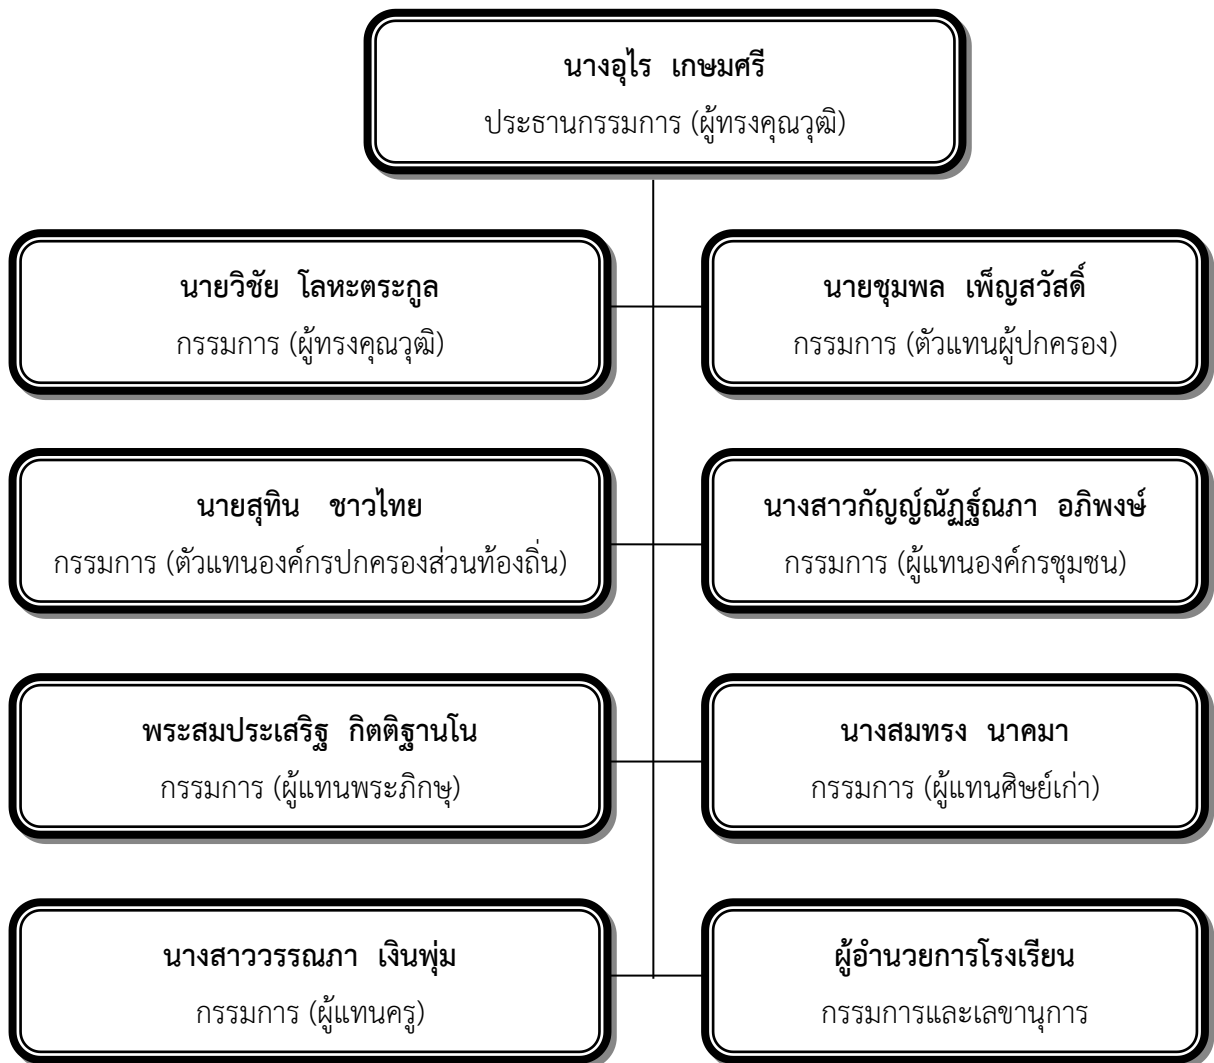 นางอุไร เกษมศรี
ประธานกรรมการ (ผู้ทรงคุณวุฒิ)
นายวิชัย โลหะตระกูล
กรรมการ (ผู้ทรงคุณวุฒิ)
นายชุมพล เพ็ญสวัสดิ์
กรรมการ (ตัวแทนผู้ปกครอง)
นายสุทิน ชาวไทย
กรรมการ (ตัวแทนองค์กรปกครองส่วนท้องถิ่น)
นางสาวกัญญ์ณัฏฐ์ณภา อภิพงษ์
กรรมการ (ผู้แทนองค์กรชุมชน)
พระสมประเสริฐ กิตติฐานโน
กรรมการ (ผู้แทนพระภิกษุ)
นางสมทรง นาคมา
กรรมการ (ผู้แทนศิษย์เก่า)
นางสาววรรณภา เงินพุ่ม
กรรมการ (ผู้แทนครู)
ผู้อำนวยการโรงเรียน
กรรมการและเลขานุการ